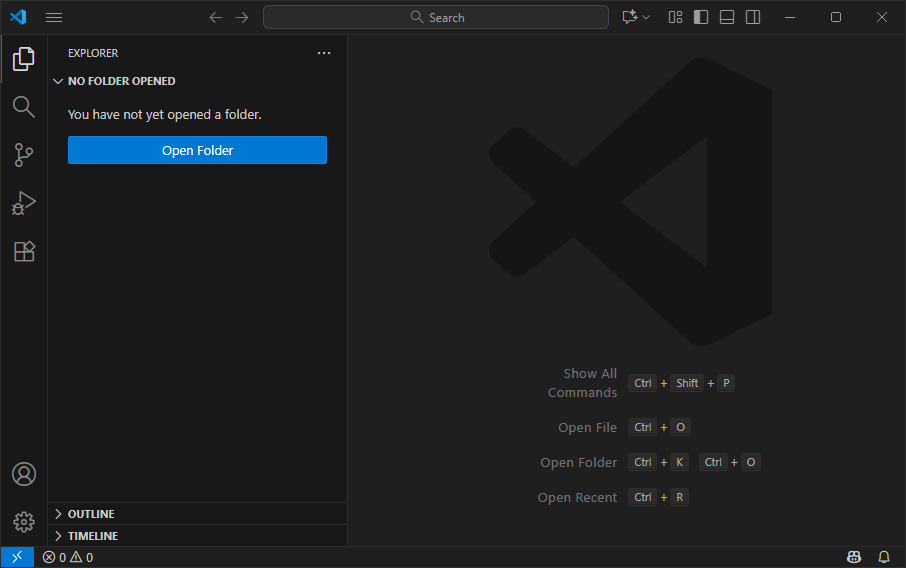 Search
EXPLORER
NO FOLDER OPENED
You have not yet opened a folder.
Open Folder
Show All
Commands
Ctrl + Shift + P
Open File Ctrl + O
Open Folder Ctrl + K Ctrl + O
Open Recent Ctrl + R
OUTLINE
TIMELINE
0 0